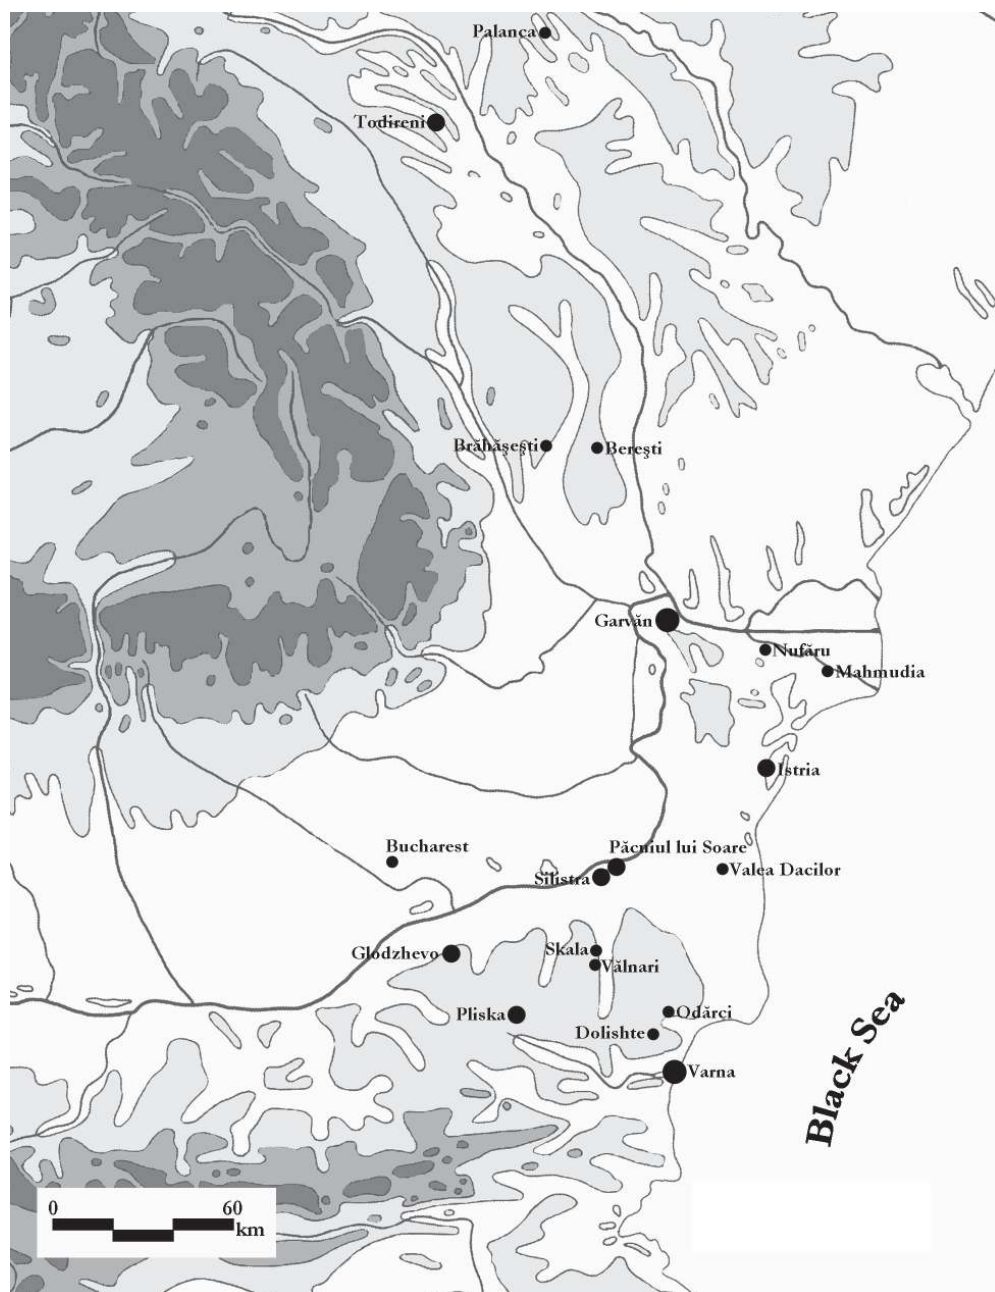 Palanca
Todireni
Brăhăşeşti
Bereşti
Garvăn
Nufăru
Mahmudia
Istria
Bucharest
Păcuiul lui Soare
Silistra
Valea Dacilor
Glodzhevo
Skala
Vălnari
Pliska
Odărci
Dolishte
Varna
Black Sea
0 60
km